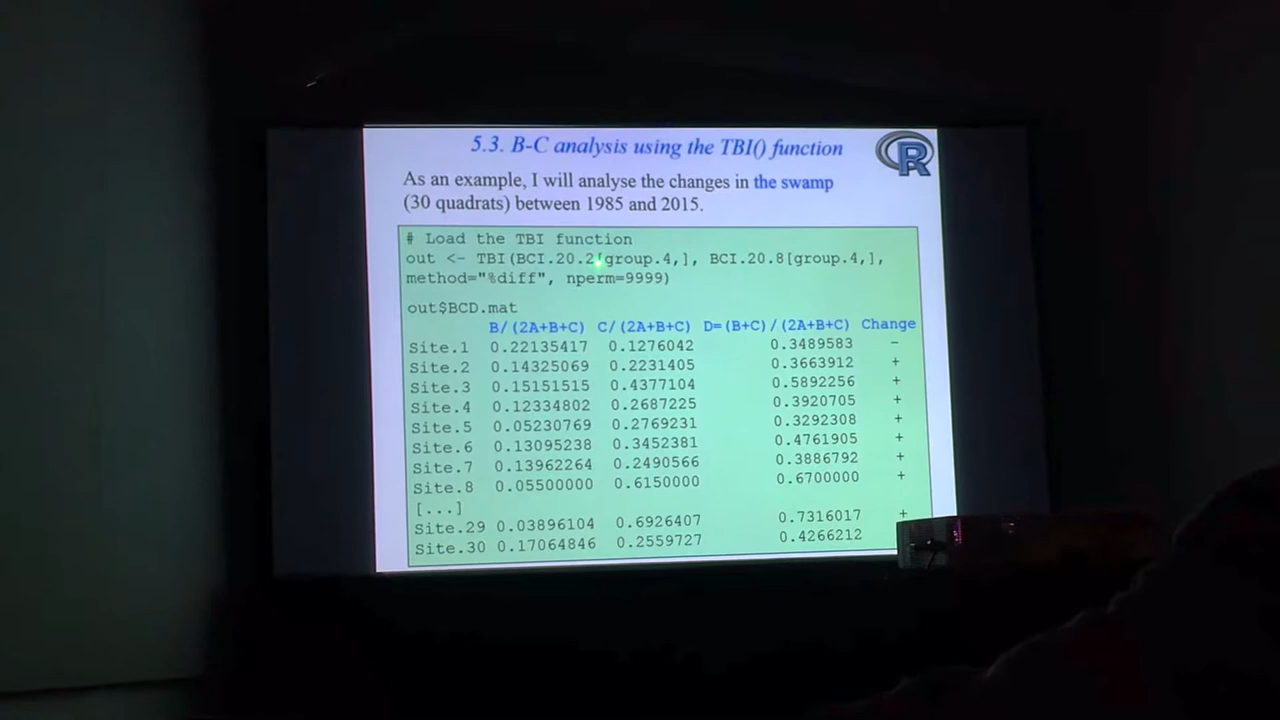 5.3. B-C analysis using the TBI() function
R
As an example, I will analyse the changes in the swamp
(30 quadrats) between 1985 and 2015.
# Load the TBI function
out <- TBI(BCI.20.2[group.4,], BCI.20.8[group.4,],
method="%diff", nperm=9999)
out$BCD.mat
B/(2A+B+C) C/(2A+B+C) D=(B+C)/(2A+B+C) Change
Site.1 0.22135417 0.1276042 0.3489583 -
Site.2 0.14325069 0.2231405 0.3663912 +
Site.3 0.15151515 0.4377104 0.5892256 +
Site.4 0.12334802 0.2687225 0.3920705 +
Site.5 0.05230769 0.2769231 0.3292308 +
Site.6 0.13095238 0.3452381 0.4761905 +
Site.7 0.13962264 0.2490566 0.3886792 +
Site.8 0.05500000 0.6150000 0.6700000 +
[...]
Site.29 0.03896104 0.6926407 0.7316017 +
Site.30 0.17064846 0.2559727 0.4266212